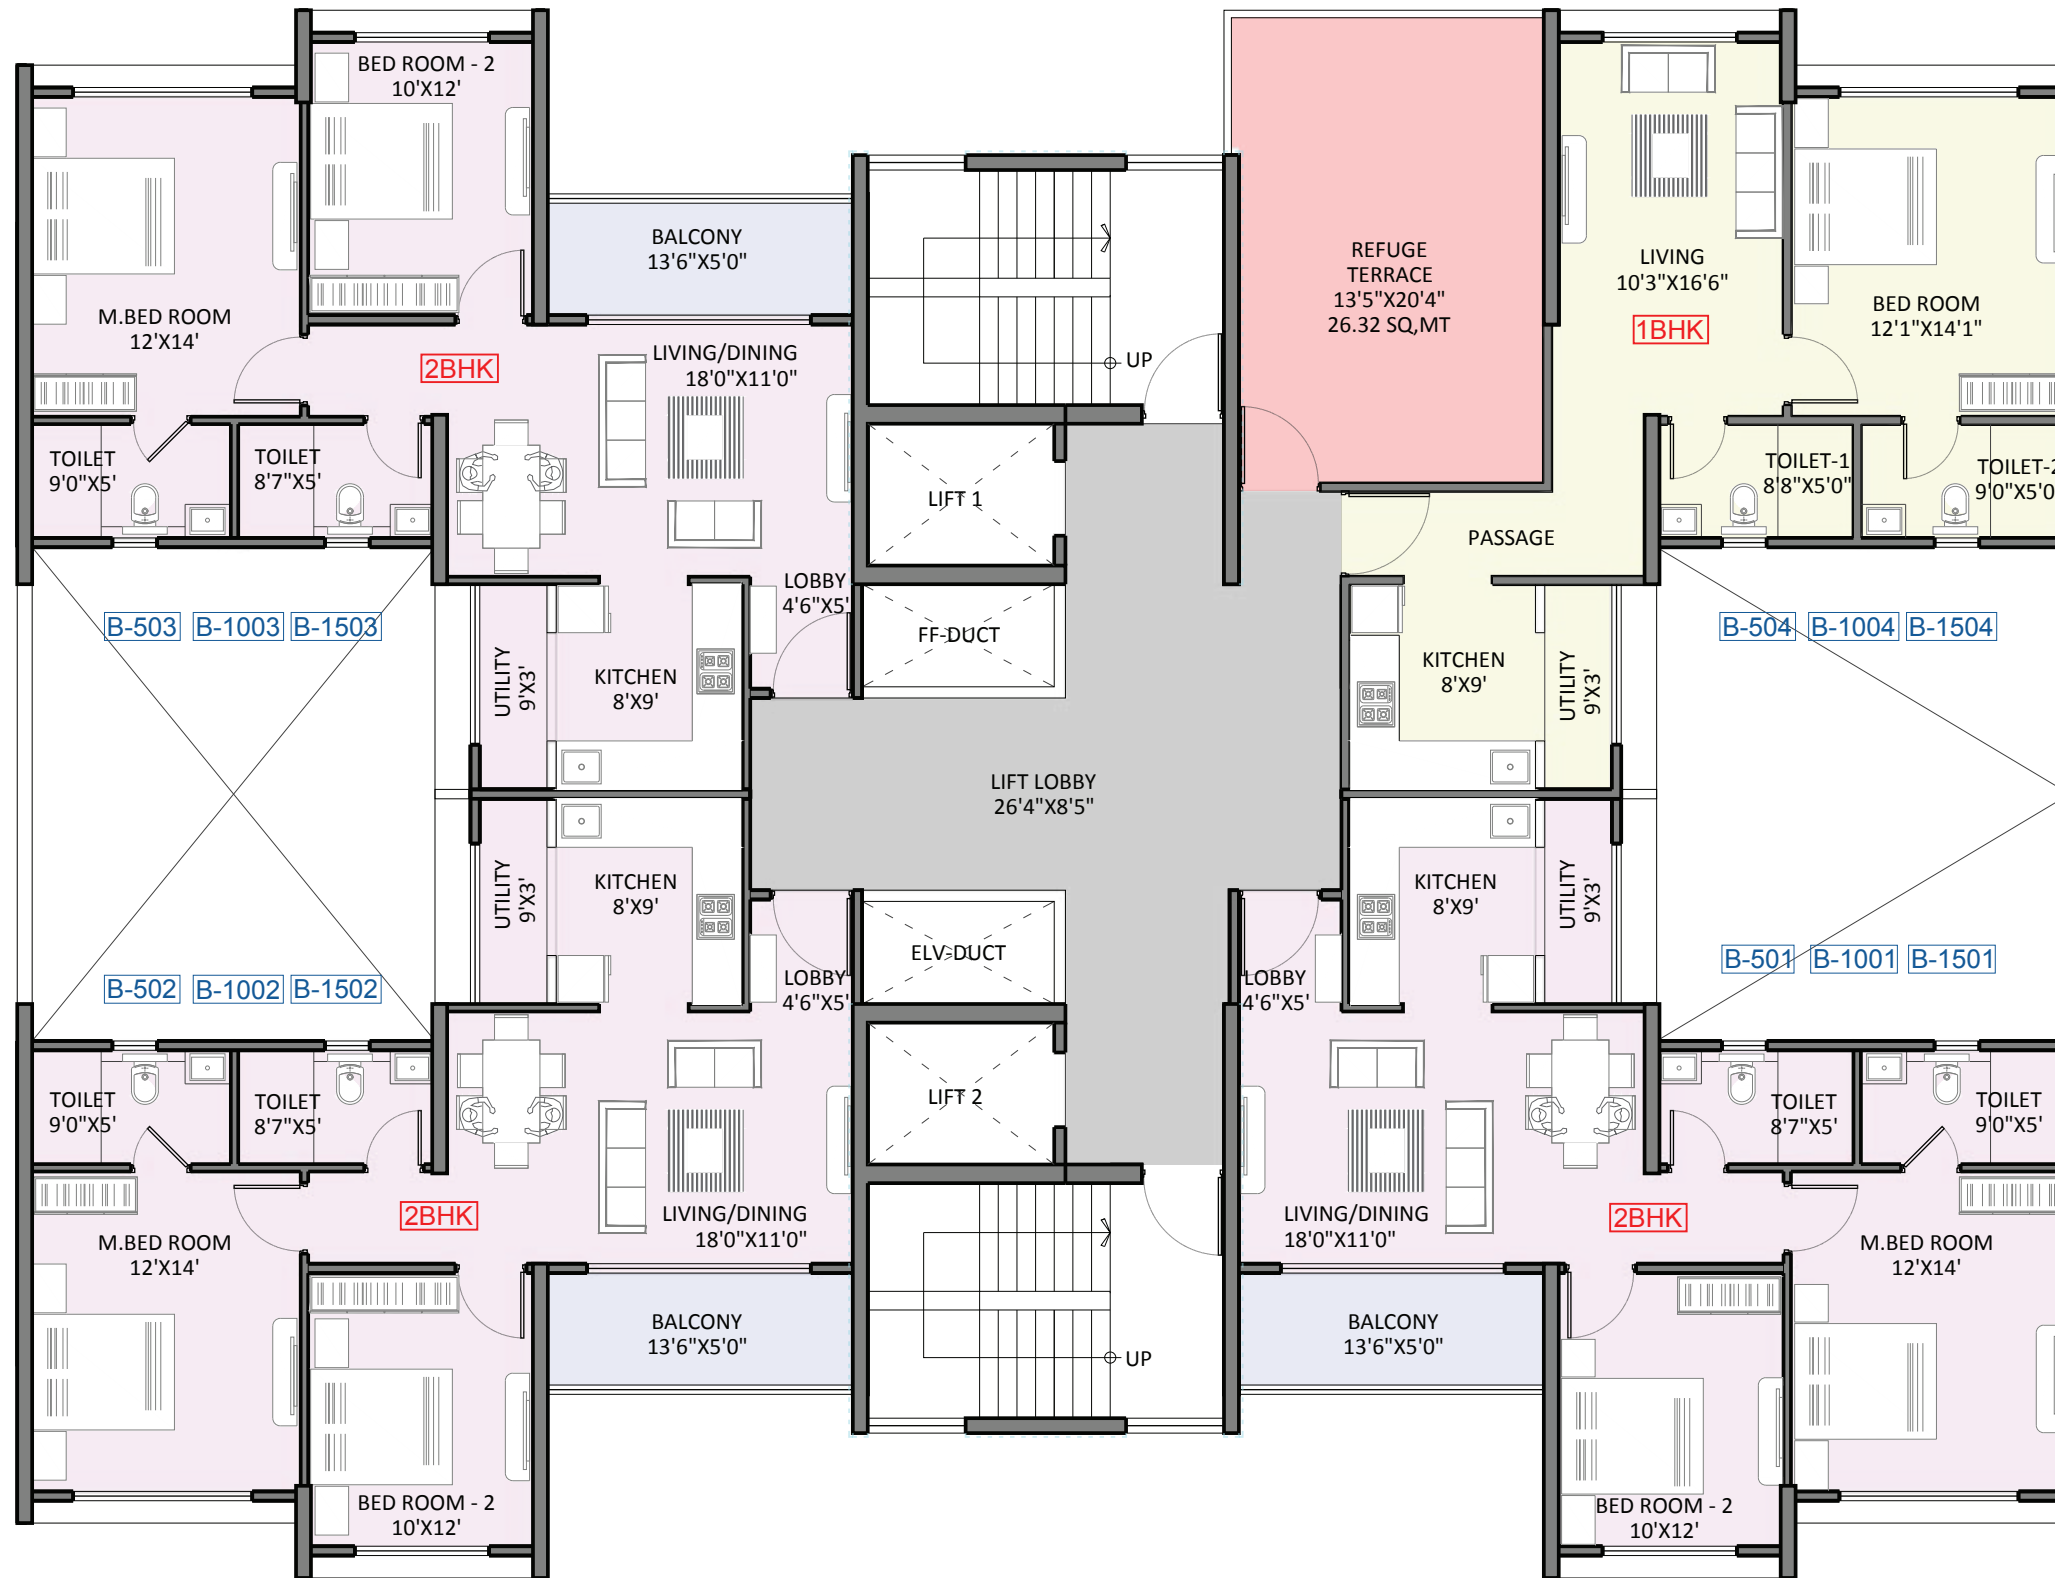 BED ROOM - 2
10'X12'
M.BED ROOM
12'X14'
BALCONY
13'6"X5'0"
2BHK
LIVING/DINING
18'0"X11'0"
TOILET
9'0"X5'
TOILET
8'7"X5'
LOBBY
4'6"X5'
KITCHEN
8'X9'
UTILITY
9'X3'
B-503 B-1003 B-1503
UP
LIFT 1
FF-DUCT
REFUGE
TERRACE
13'5"X20'4"
26.32 SQ,MT
LIVING
10'3"X16'6"
1BHK
BED ROOM
12'1"X14'1"
TOILET-1
8'8"X5'0"
TOILET-2
9'0"X5'0
PASSAGE
KITCHEN
8'X9'
UTILITY
9'X3'
B-504 B-1004 B-1504
LIFT LOBBY
26'4"X8'5"
B-502 B-1002 B-1502
UTILITY
9'X3'
KITCHEN
8'X9'
LOBBY
4'6"X5'
ELV-DUCT
LIFT 2
TOILET
9'0"X5'
TOILET
8'7"X5'
2BHK
LIVING/DINING
18'0"X11'0"
M.BED ROOM
12'X14'
BALCONY
13'6"X5'0"
BED ROOM - 2
10'X12'
UP
LOBBY
4'6"X5'
KITCHEN
8'X9'
UTILITY
9'X3'
B-501 B-1001 B-1501
TOILET
8'7"X5'
TOILET
9'0"X5'
LIVING/DINING
18'0"X11'0"
2BHK
M.BED ROOM
12'X14'
BALCONY
13'6"X5'0"
BED ROOM - 2
10'X12'